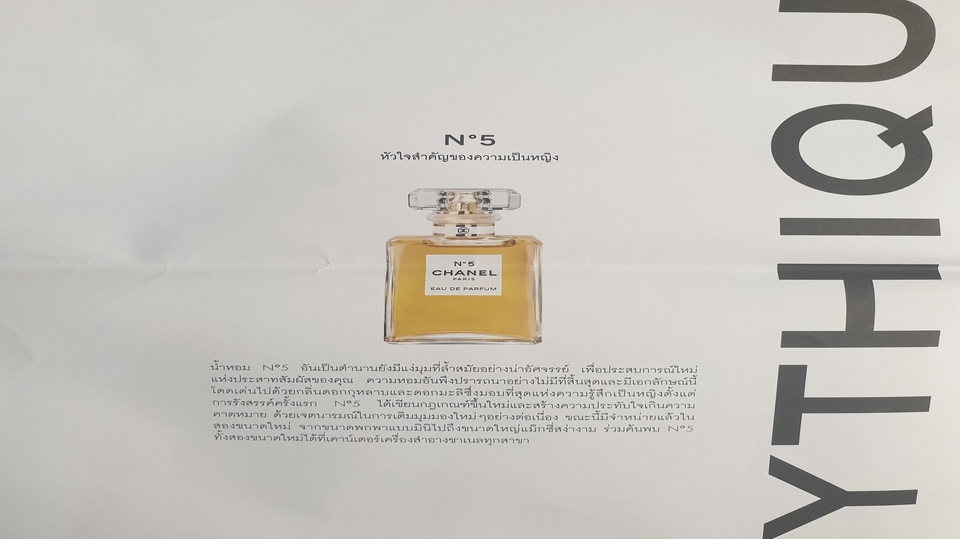 N°5
หัวใจสำคัญของความเป็นหญิง
N°5
CHANEL
PARIS
EAU DE PARFUM
น้ำหอม N°5 อันเป็นตำนานยังมีแง่มุมที่ล้ำสมัยอย่างน่าอัศจรรย์ เพื่อประสบการณ์ใหม่
แห่งประสาทสัมผัสของคุณ ความหอมอันพึงปรารถนาอย่างไม่มีที่สิ้นสุดและมีเอกลักษณ์นี้
โดดเด่นไปด้วยกลิ่นดอกกุหลาบและดอกมะลิซึ่งมอบที่สุดแห่งความรู้สึกเป็นหญิงตั้งแต่
การรังสรรค์ครั้งแรก N°5 ได้เขียนกฎเกณฑ์ขึ้นใหม่และสร้างความประทับใจเกินความ
คาดหมาย ด้วยเจตนารมณ์ในการเติมมุมมองใหม่ๆอย่างต่อเนื่อง ขณะนี้มีจำหน่ายแล้วใน
สองขนาดใหม่ จากขนาดพกพาแบบมินิไปถึงขนาดใหญ่แม็กซี่สง่างาม ร่วมค้นพบ N°5
ทั้งสองขนาดใหม่ได้ที่เคาน์เตอร์เครื่องสำอางชาเนลทุกสาขา
YTHIQU